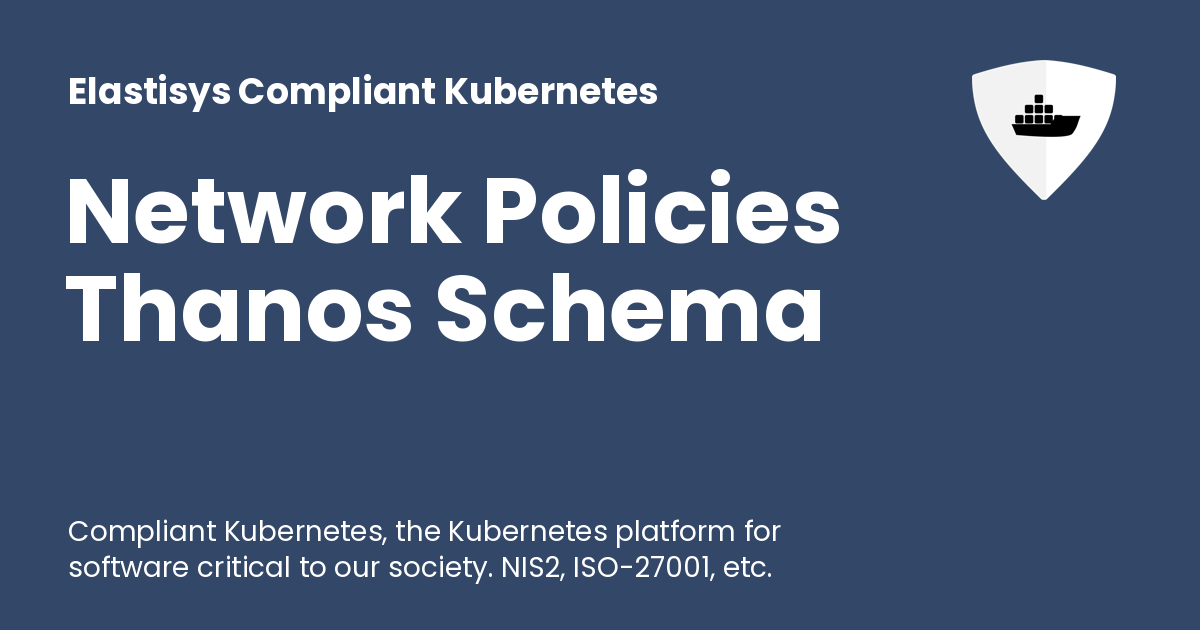 Elastisys Compliant Kubernetes
Network Policies
Thanos Schema
Compliant Kubernetes, the Kubernetes platform for
software critical to our society. NIS2, ISO-27001, etc.